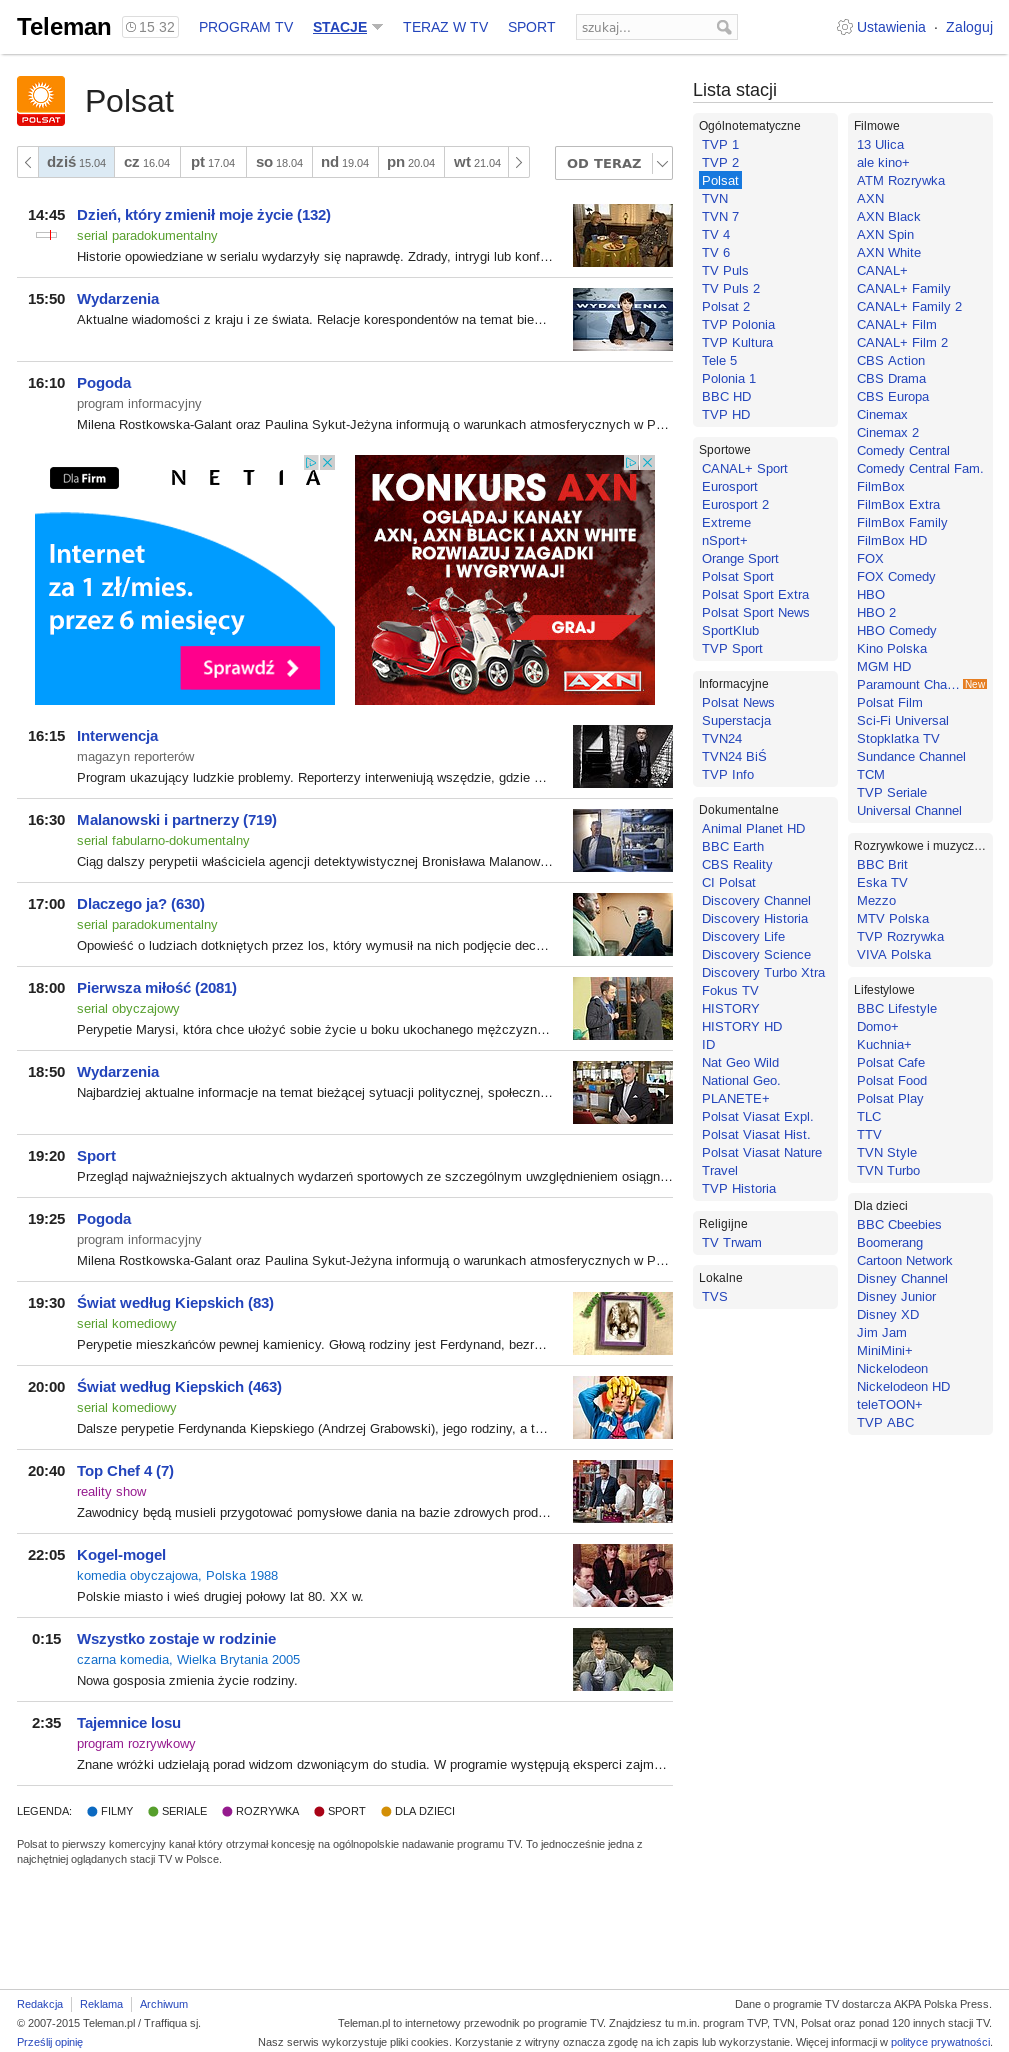 Teleman 15 32 PROGRAM TV STACJE TERAZ W TV SPORT szukaj... Ustawienia · Zaloguj
POLSAT
Polsat
dziś 15.04 cz 16.04 pt 17.04 so 18.04 nd 19.04 pn 20.04 wt 21.04 OD TERAZ
14:45 Dzień, który zmienił moje życie (132)
serial paradokumentalny
Historie opowiedziane w serialu wydarzyły się naprawdę. Zdrady, intrygi lub konf…
15:50 Wydarzenia
Aktualne wiadomości z kraju i ze świata. Relacje korespondentów na temat bie…
WYDARZENIA
16:10 Pogoda
program informacyjny
Milena Rostkowska-Galant oraz Paulina Sykut-Jeżyna informują o warunkach atmosferycznych w P…
Dla Firm NETIA
Internet
za 1 zł/mies.
przez 6 miesięcy
Sprawdź
KONKURS AXN
OGLĄDAJ KANAŁY
AXN, AXN BLACK I AXN WHITE
ROZWIAZUJ ZAGADKI
I WYGRYWAJ!
GRAJ
AXN
16:15 Interwencja
magazyn reporterów
Program ukazujący ludzkie problemy. Reporterzy interweniują wszędzie, gdzie …
16:30 Malanowski i partnerzy (719)
serial fabularno-dokumentalny
Ciąg dalszy perypetii właściciela agencji detektywistycznej Bronisława Malanow…
17:00 Dlaczego ja? (630)
serial paradokumentalny
Opowieść o ludziach dotkniętych przez los, który wymusił na nich podjęcie dec…
18:00 Pierwsza miłość (2081)
serial obyczajowy
Perypetie Marysi, która chce ułożyć sobie życie u boku ukochanego mężczyzn…
18:50 Wydarzenia
Najbardziej aktualne informacje na temat bieżącej sytuacji politycznej, społeczn…
19:20 Sport
Przegląd najważniejszych aktualnych wydarzeń sportowych ze szczególnym uwzględnieniem osiągn…
19:25 Pogoda
program informacyjny
Milena Rostkowska-Galant oraz Paulina Sykut-Jeżyna informują o warunkach atmosferycznych w P…
19:30 Świat według Kiepskich (83)
serial komediowy
Perypetie mieszkańców pewnej kamienicy. Głową rodziny jest Ferdynand, bezr…
20:00 Świat według Kiepskich (463)
serial komediowy
Dalsze perypetie Ferdynanda Kiepskiego (Andrzej Grabowski), jego rodziny, a t…
20:40 Top Chef 4 (7)
reality show
Zawodnicy będą musieli przygotować pomysłowe dania na bazie zdrowych prod…
22:05 Kogel-mogel
komedia obyczajowa, Polska 1988
Polskie miasto i wieś drugiej połowy lat 80. XX w.
0:15 Wszystko zostaje w rodzinie
czarna komedia, Wielka Brytania 2005
Nowa gosposia zmienia życie rodziny.
2:35 Tajemnice losu
program rozrywkowy
Znane wróżki udzielają porad widzom dzwoniącym do studia. W programie występują eksperci zajm…
LEGENDA: FILMY SERIALE ROZRYWKA SPORT DLA DZIECI
Polsat to pierwszy komercyjny kanał który otrzymał koncesję na ogólnopolskie nadawanie programu TV. To jednocześnie jedna z
najchętniej oglądanych stacji TV w Polsce.
Lista stacji
Ogólnotematyczne
TVP 1
TVP 2
Polsat
TVN
TVN 7
TV 4
TV 6
TV Puls
TV Puls 2
Polsat 2
TVP Polonia
TVP Kultura
Tele 5
Polonia 1
BBC HD
TVP HD
Sportowe
CANAL+ Sport
Eurosport
Eurosport 2
Extreme
nSport+
Orange Sport
Polsat Sport
Polsat Sport Extra
Polsat Sport News
SportKlub
TVP Sport
Informacyjne
Polsat News
Superstacja
TVN24
TVN24 BiŚ
TVP Info
Dokumentalne
Animal Planet HD
BBC Earth
CBS Reality
CI Polsat
Discovery Channel
Discovery Historia
Discovery Life
Discovery Science
Discovery Turbo Xtra
Fokus TV
HISTORY
HISTORY HD
ID
Nat Geo Wild
National Geo.
PLANETE+
Polsat Viasat Expl.
Polsat Viasat Hist.
Polsat Viasat Nature
Travel
TVP Historia
Religijne
TV Trwam
Lokalne
TVS
Filmowe
13 Ulica
ale kino+
ATM Rozrywka
AXN
AXN Black
AXN Spin
AXN White
CANAL+
CANAL+ Family
CANAL+ Family 2
CANAL+ Film
CANAL+ Film 2
CBS Action
CBS Drama
CBS Europa
Cinemax
Cinemax 2
Comedy Central
Comedy Central Fam.
FilmBox
FilmBox Extra
FilmBox Family
FilmBox HD
FOX
FOX Comedy
HBO
HBO 2
HBO Comedy
Kino Polska
MGM HD
Paramount Cha… New
Polsat Film
Sci-Fi Universal
Stopklatka TV
Sundance Channel
TCM
TVP Seriale
Universal Channel
Rozrywkowe i muzycz…
BBC Brit
Eska TV
Mezzo
MTV Polska
TVP Rozrywka
VIVA Polska
Lifestylowe
BBC Lifestyle
Domo+
Kuchnia+
Polsat Cafe
Polsat Food
Polsat Play
TLC
TTV
TVN Style
TVN Turbo
Dla dzieci
BBC Cbeebies
Boomerang
Cartoon Network
Disney Channel
Disney Junior
Disney XD
Jim Jam
MiniMini+
Nickelodeon
Nickelodeon HD
teleTOON+
TVP ABC
Redakcja Reklama Archiwum Dane o programie TV dostarcza AKPA Polska Press.
© 2007-2015 Teleman.pl / Traffiqua sj. Teleman.pl to internetowy przewodnik po programie TV. Znajdziesz tu m.in. program TVP, TVN, Polsat oraz ponad 120 innych stacji TV.
Prześlij opinię Nasz serwis wykorzystuje pliki cookies. Korzystanie z witryny oznacza zgodę na ich zapis lub wykorzystanie. Więcej informacji w polityce prywatności.